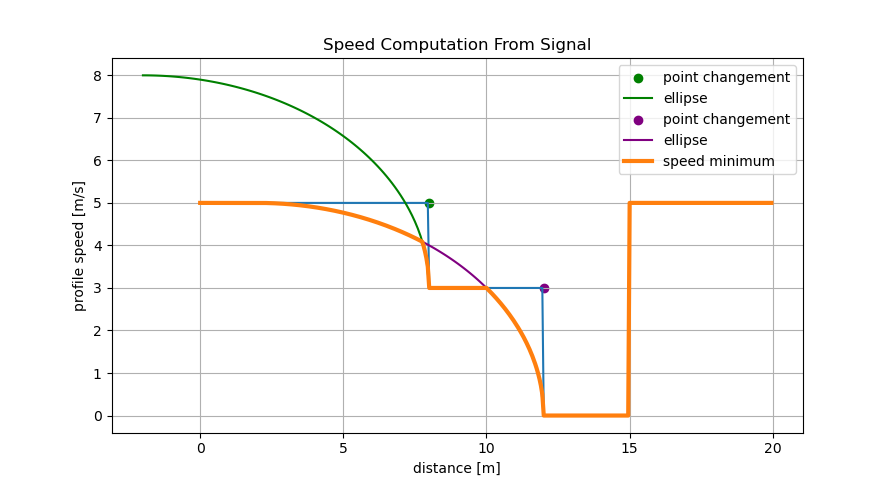 Speed Computation From Signal
point changement
ellipse
point changement
ellipse
speed minimum
profile speed [m/s]
8
7
6
5
4
3
2
1
0
0 5 10 15 20
distance [m]